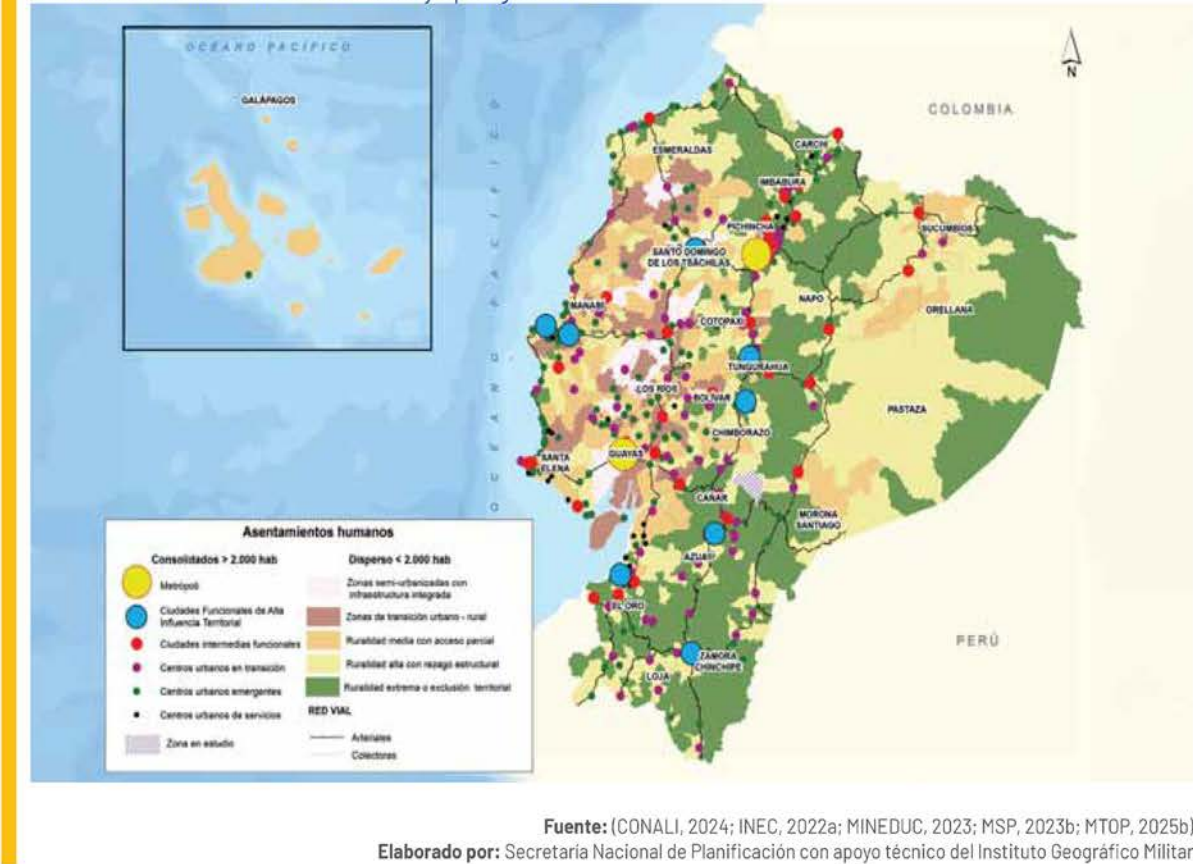 OCÉANO PACÍFICO
GALÁPAGOS
N
COLOMBIA
ESMERALDAS
CARCHI
IMBABURA
PICHINCHA
SUCUMBÍOS
SANTO DOMINGO
DE LOS TSÁCHILAS
NAPO
ORELLANA
MANABÍ
COTOPAXI
TUNGURAHUA
LOS RÍOS
BOLÍVAR
PASTAZA
CHIMBORAZO
GUAYAS
SANTA
ELENA
CAÑAR
MORONA
SANTIAGO
AZUAY
EL ORO
ZAMORA
CHINCHIPE
LOJA
PERÚ
OCÉANO PACÍFICO
Asentamientos humanos
Consolidados > 2.000 hab
Metrópoli
Ciudades Funcionales de Alta
Influencia Territorial
Ciudades intermedias funcionales
Centros urbanos en transición
Centros urbanos emergentes
Centros urbanos de servicios
Zona en estudio
Disperso < 2.000 hab
Zonas semi-urbanizadas con
infraestructura integrada
Zonas de transición urbano - rural
Ruralidad media con acceso parcial
Ruralidad alta con rezago estructural
Ruralidad extrema o exclusión territorial
RED VIAL
Arteriales
Colectoras
Fuente: (CONALI, 2024; INEC, 2022a; MINEDUC, 2023; MSP, 2023b; MTOP, 2025b)
Elaborado por: Secretaría Nacional de Planificación con apoyo técnico del Instituto Geográfico Militar